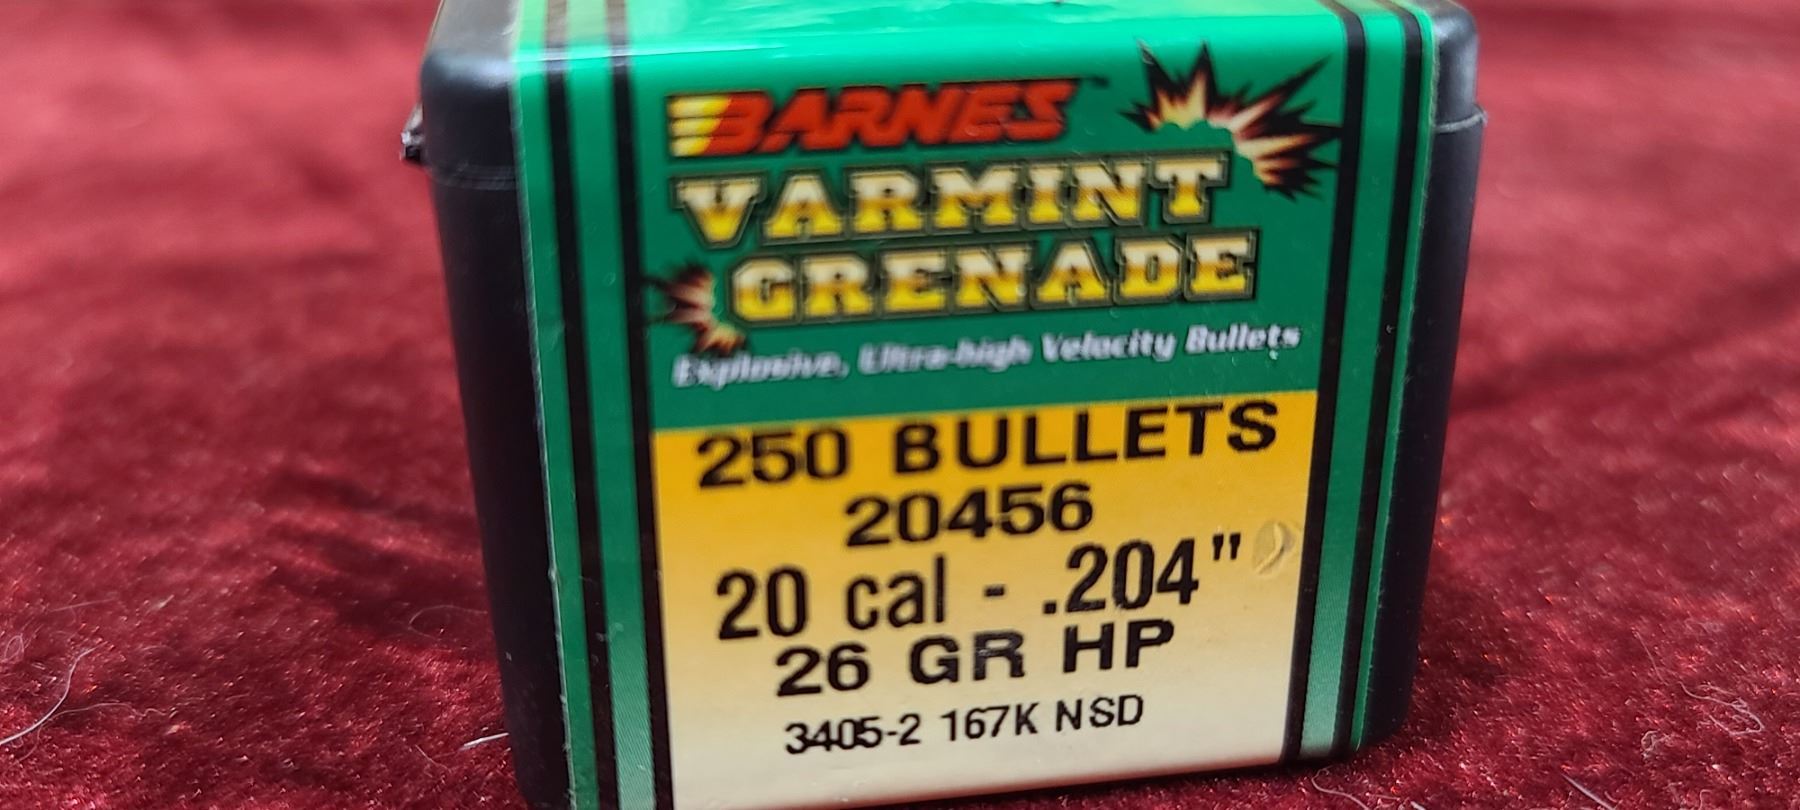 BARNES™
VARMINT
GRENADE
Explosive, Ultra-high Velocity Bullets
250 BULLETS
20456
20 cal - .204"
26 GR HP
3405-2 167K NSD